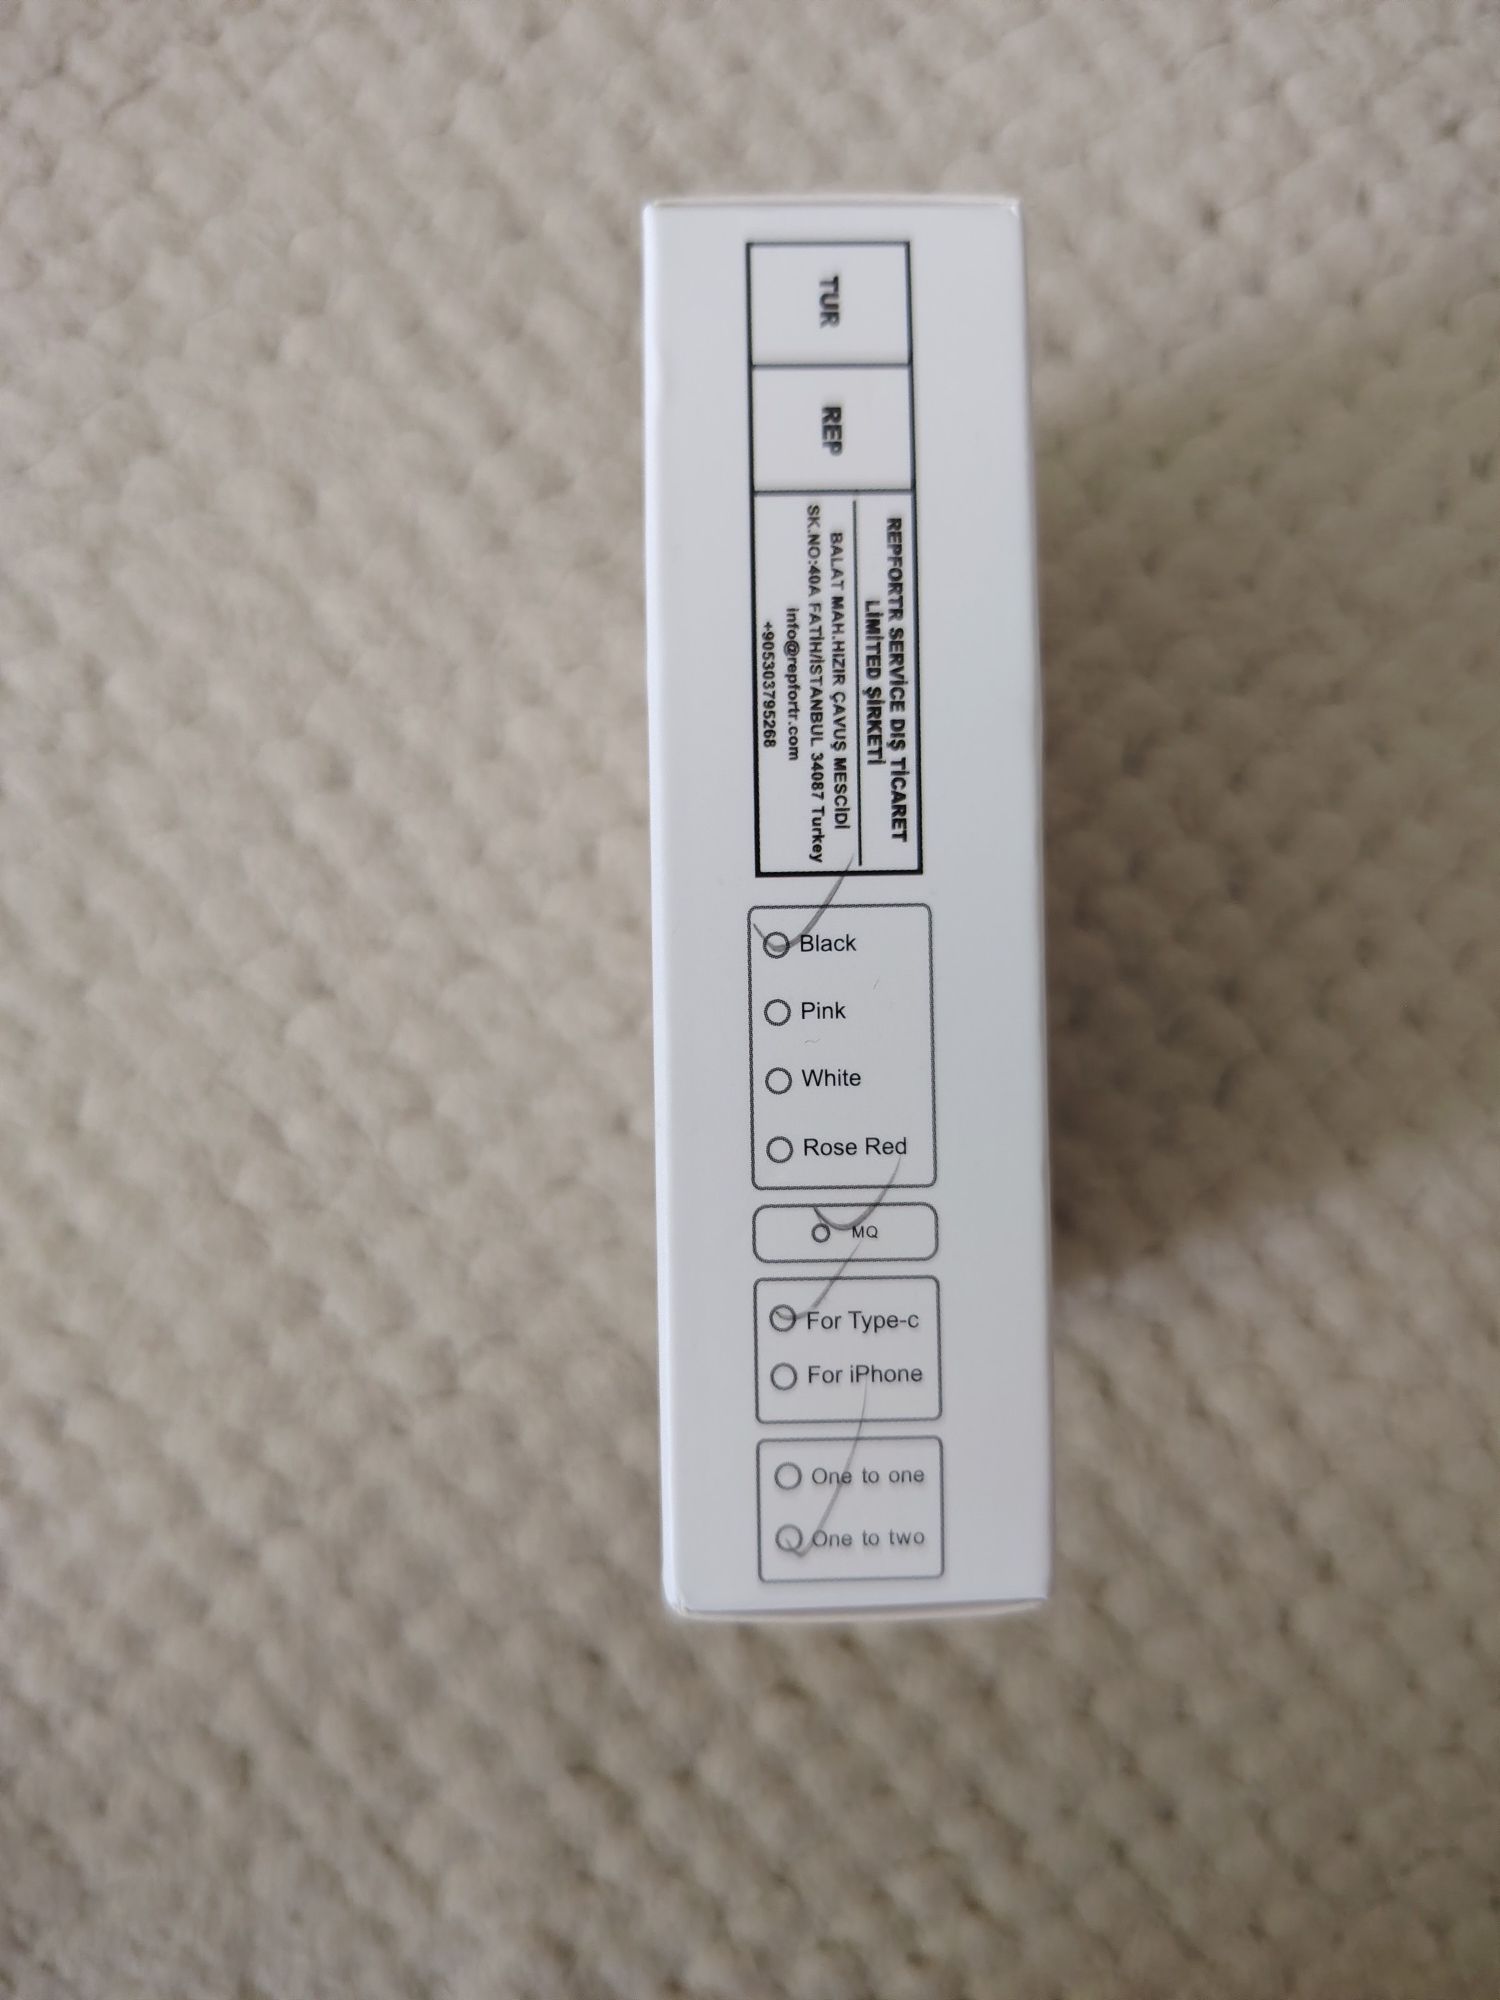 TUR
REP
REPFORTR SERVİCE DIŞ TİCARET
LİMİTED ŞİRKETİ
BALAT MAH.HIZIR ÇAVUŞ MESCİDİ
SK.NO:40A FATİH/İSTANBUL 34087 Turkey
info@repfortr.com
+905303795268
Black
Pink
White
Rose Red
MQ
For Type-c
For iPhone
One to one
One to two